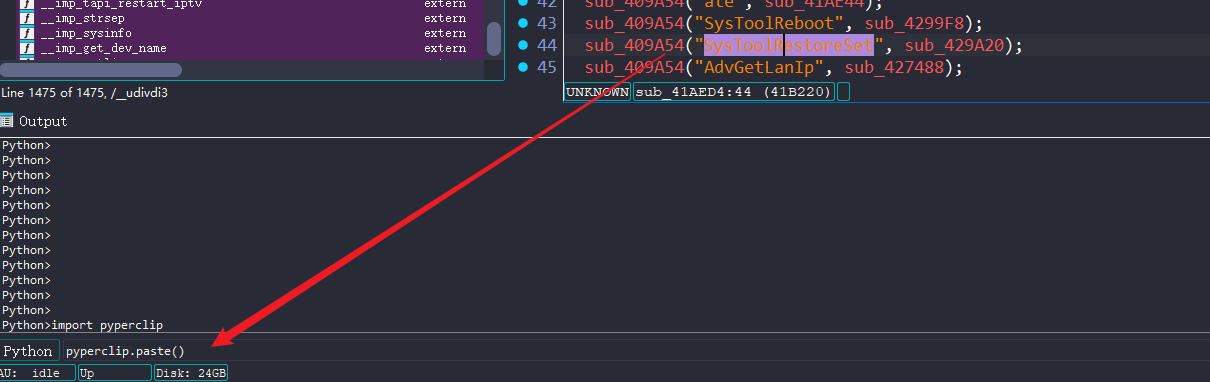 __imp_tapi_restart_iptv extern
__imp_strsep extern
__imp_sysinfo extern
__imp_get_dev_name extern
Line 1475 of 1475, /__udivdi3
42 sub_409A54("ate", sub_41AE44);
43 sub_409A54("SysToolReboot", sub_4299F8);
44 sub_409A54("SysToolRestoreSet", sub_429A20);
45 sub_409A54("AdvGetLanIp", sub_427488);
UNKNOWN sub_41AED4:44 (41B220)
Output
Python>
Python>
Python>
Python>
Python>
Python>
Python>
Python>
Python>
Python>
Python>
Python>
Python>import pyperclip
Python pyperclip.paste()
AU: idle Up Disk: 24GB